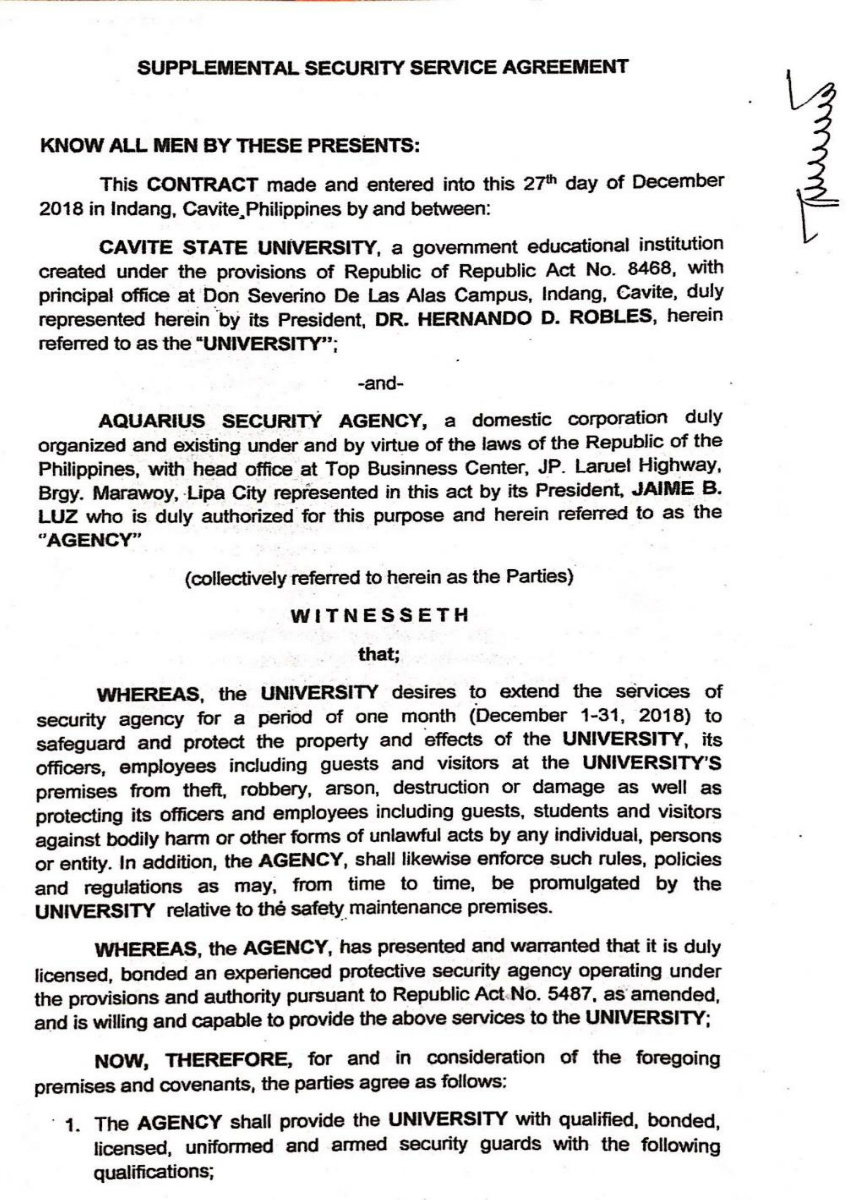 SUPPLEMENTAL SECURITY SERVICE AGREEMENT
KNOW ALL MEN BY THESE PRESENTS:
This CONTRACT made and entered into this 27th day of December
2018 in Indang, Cavite, Philippines by and between:
CAVITE STATE UNIVERSITY, a government educational institution
created under the provisions of Republic of Republic Act No. 8468, with
principal office at Don Severino De Las Alas Campus, Indang, Cavite, duly
represented herein by its President, DR. HERNANDO D. ROBLES, herein
referred to as the "UNIVERSITY";
-and-
AQUARIUS SECURITY AGENCY, a domestic corporation duly
organized and existing under and by virtue of the laws of the Republic of the
Philippines, with head office at Top Businness Center, JP. Laruel Highway,
Brgy. Marawoy, Lipa City represented in this act by its President, JAIME B.
LUZ who is duly authorized for this purpose and herein referred to as the
"AGENCY"
(collectively referred to herein as the Parties)
WITNESSETH
that;
WHEREAS, the UNIVERSITY desires to extend the services of
security agency for a period of one month (December 1-31, 2018) to
safeguard and protect the property and effects of the UNIVERSITY, its
officers, employees including guests and visitors at the UNIVERSITY'S
premises from theft, robbery, arson, destruction or damage as well as
protecting its officers and employees including guests, students and visitors
against bodily harm or other forms of unlawful acts by any individual, persons
or entity. In addition, the AGENCY, shall likewise enforce such rules, policies
and regulations as may, from time to time, be promulgated by the
UNIVERSITY relative to the safety maintenance premises.
WHEREAS, the AGENCY, has presented and warranted that it is duly
licensed, bonded an experienced protective security agency operating under
the provisions and authority pursuant to Republic Act No. 5487, as amended,
and is willing and capable to provide the above services to the UNIVERSITY;
NOW, THEREFORE, for and in consideration of the foregoing
premises and covenants, the parties agree as follows:
1. The AGENCY shall provide the UNIVERSITY with qualified, bonded,
licensed, uniformed and armed security guards with the following
qualifications;